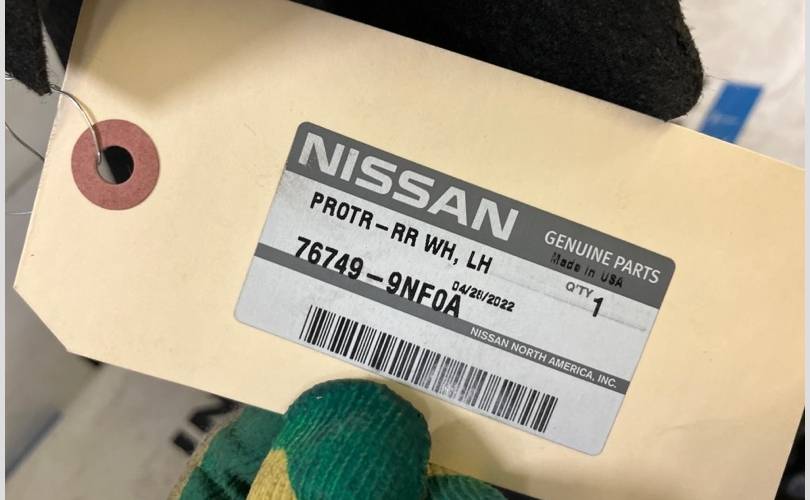 NISSAN
GENUINE PARTS
PROTR-RR WH, LH
Made in USA
76749-9NF0A
04/28/2022
Q'TY 1
NISSAN NORTH AMERICA, INC.